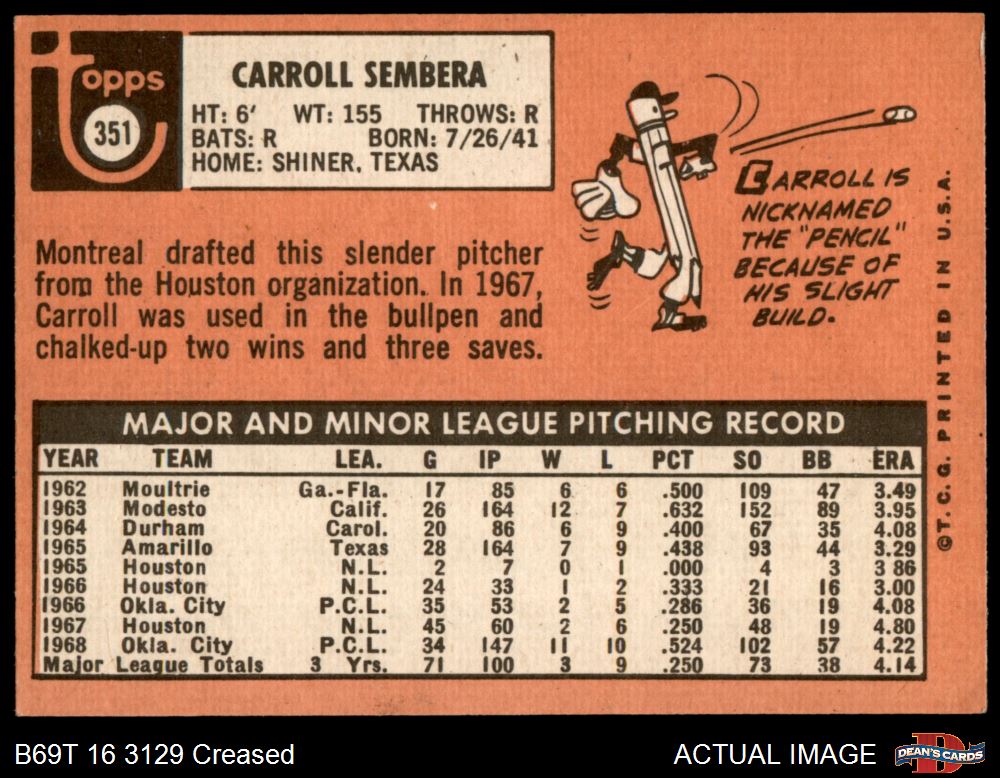 topps
351
CARROLL SEMBERA
HT: 6' WT: 155 THROWS: R
BATS: R BORN: 7/26/41
HOME: SHINER, TEXAS
Montreal drafted this slender pitcher
from the Houston organization. In 1967,
Carroll was used in the bullpen and
chalked-up two wins and three saves.
CARROLL IS
NICKNAMED
THE "PENCIL"
BECAUSE OF
HIS SLIGHT
BUILD.
©T. C. G. PRINTED IN U.S.A.
MAJOR AND MINOR LEAGUE PITCHING RECORD
YEAR TEAM LEA. G IP W L PCT SO BB ERA
1962 Moultrie Ga.-Fla. 17 85 6 6 .500 109 47 3.49
1963 Modesto Calif. 26 164 12 7 .632 152 89 3.95
1964 Durham Carol. 20 86 6 9 .400 67 35 4.08
1965 Amarillo Texas 28 164 7 9 .438 93 44 3.29
1965 Houston N.L. 2 7 0 1 .000 4 3 3 86
1966 Houston N.L. 24 33 1 2 .333 21 16 3.00
1966 Okla. City P.C.L. 35 53 2 5 .286 36 19 4.08
1967 Houston N.L. 45 60 2 6 .250 48 19 4.80
1968 Okla. City P.C.L. 34 147 11 10 .524 102 57 4.22
Major League Totals 3 Yrs. 71 100 3 9 .250 73 38 4.14
B69T 16 3129 Creased
ACTUAL IMAGE
DEAN'S CARDS